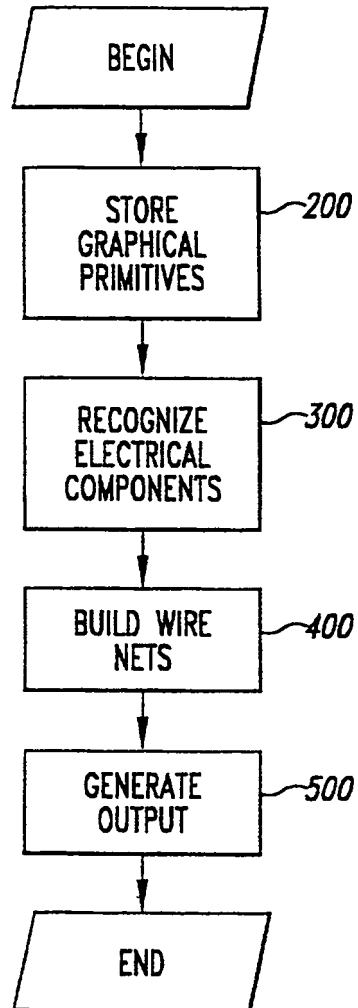 BEGIN
STORE
GRAPHICAL
PRIMITIVES
200
RECOGNIZE
ELECTRICAL
COMPONENTS
300
BUILD WIRE
NETS
400
GENERATE
OUTPUT
500
END